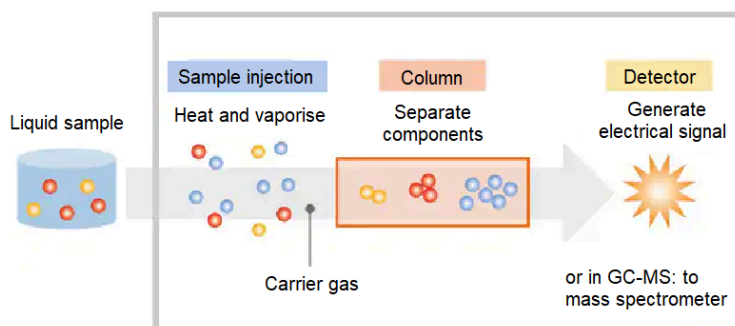 Liquid sample
Sample injection
Heat and vaporise
Carrier gas
Column
Separate
components
Detector
Generate
electrical signal
or in GC-MS: to
mass spectrometer